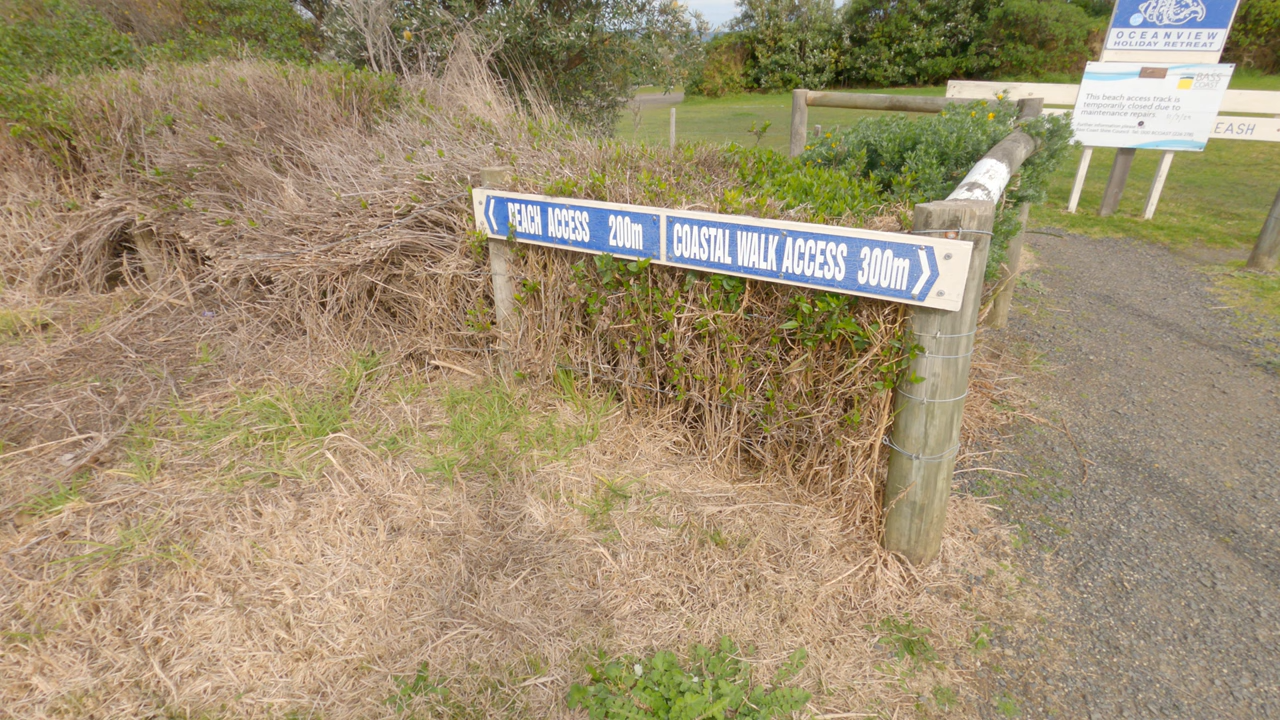 OCEANVIEW
HOLIDAY RETREAT
BASS
COAST
This beach access track is
temporarily closed due to
maintenance repairs.
EASH
BEACH ACCESS 200m
COASTAL WALK ACCESS 300m